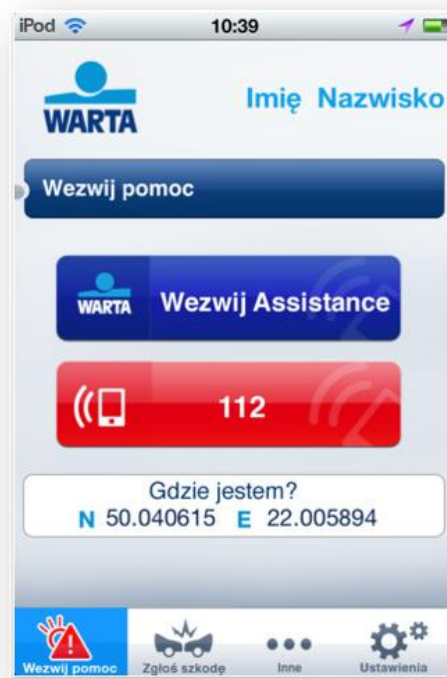 iPod 10:39
WARTA
Imię Nazwisko
Wezwij pomoc
WARTA Wezwij Assistance
112
Gdzie jestem?
N 50.040615 E 22.005894
Wezwij pomoc Zgłoś szkodę Inne Ustawienia